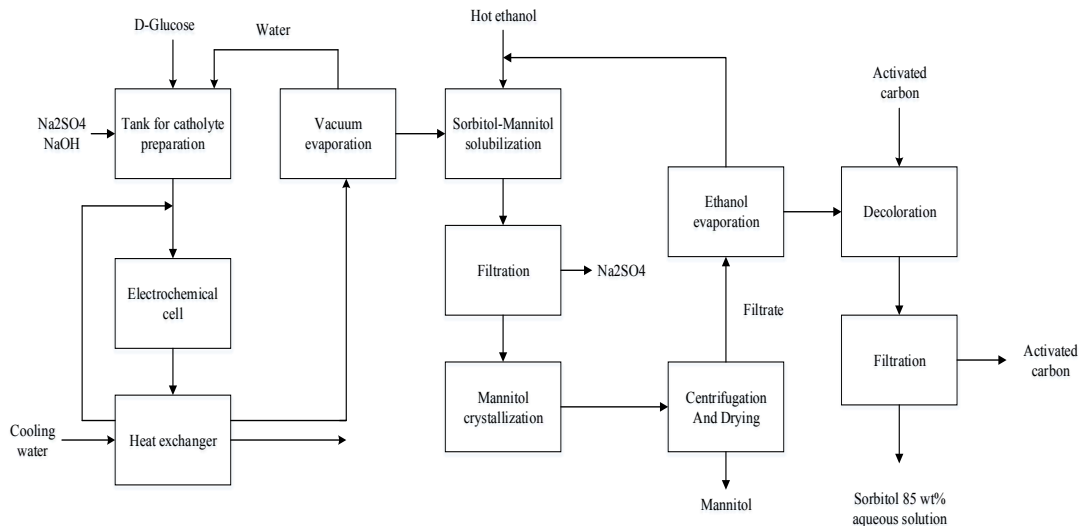 D-Glucose
Water
Hot ethanol
Activated
carbon
Na2SO4
NaOH
Tank for catholyte
preparation
Vacuum
evaporation
Sorbitol-Mannitol
solubilization
Ethanol
evaporation
Decoloration
Electrochemical
cell
Filtration
Na2SO4
Filtrate
Filtration
Activated
carbon
Cooling
water
Heat exchanger
Mannitol
crystallization
Centrifugation
And Drying
Mannitol
Sorbitol 85 wt%
aqueous solution